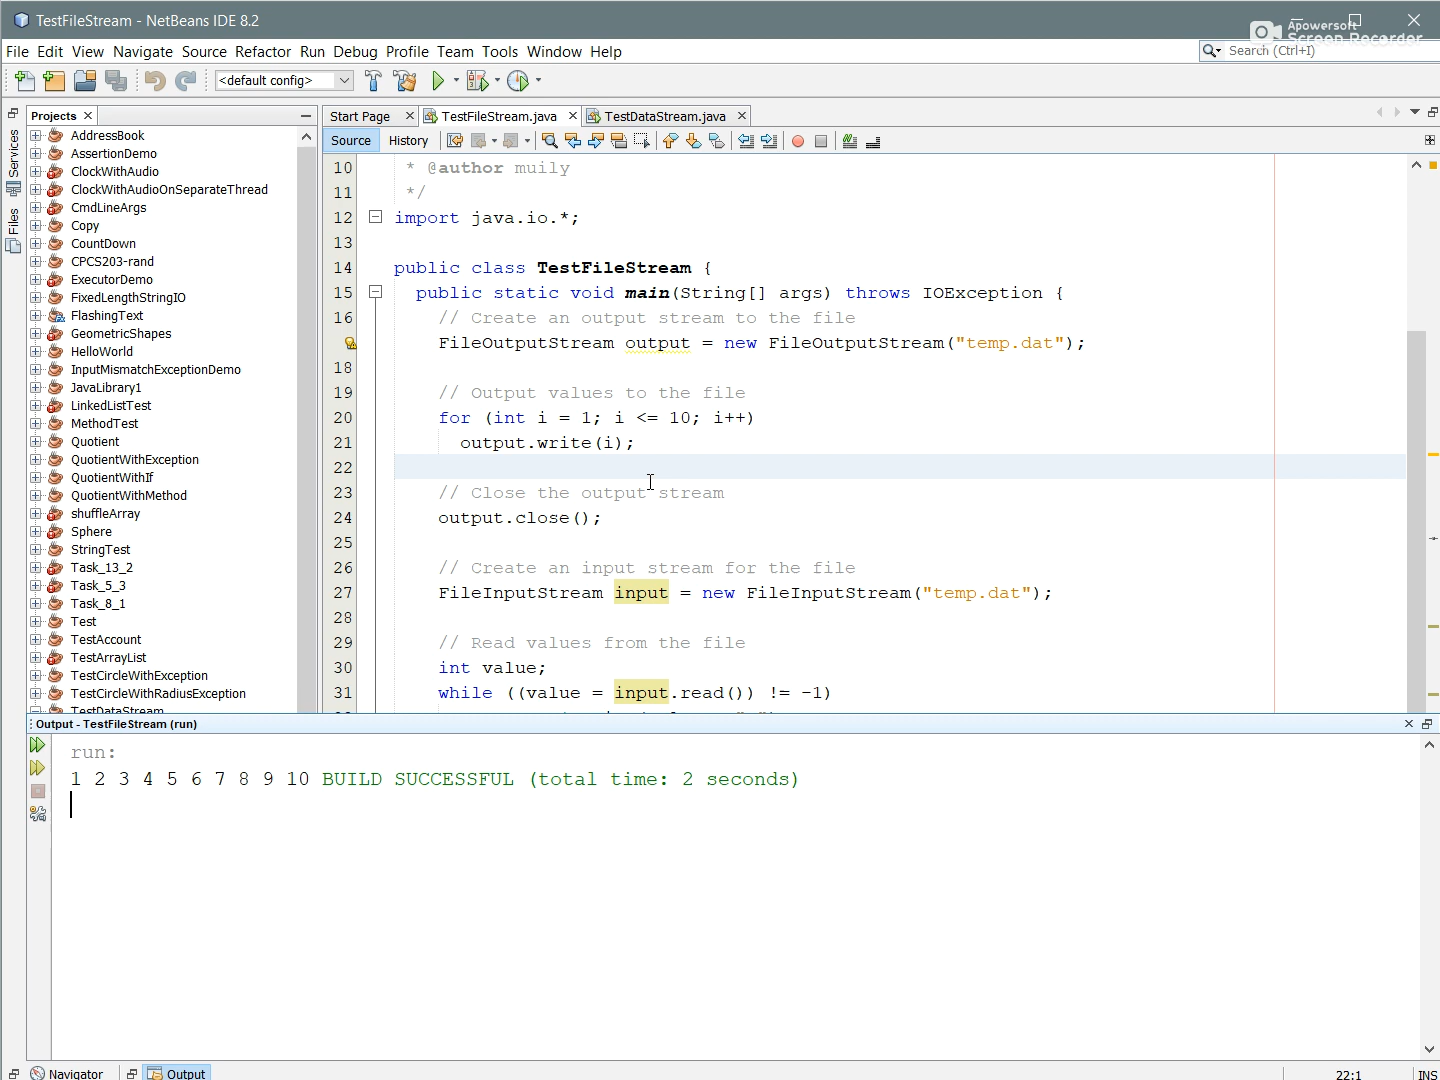 TestFileStream - NetBeans IDE 8.2
Apowersoft
Screen Recorder
File Edit View Navigate Source Refactor Run Debug Profile Team Tools Window Help
Search (Ctrl+I)
<default config>
Projects
Start Page
TestFileStream.java
TestDataStream.java
Source
History
Services
Files
AddressBook
AssertionDemo
ClockWithAudio
ClockWithAudioOnSeparateThread
CmdLineArgs
Copy
CountDown
CPCS203-rand
ExecutorDemo
FixedLengthStringIO
FlashingText
GeometricShapes
HelloWorld
InputMismatchExceptionDemo
JavaLibrary1
LinkedListTest
MethodTest
Quotient
QuotientWithException
QuotientWithIf
QuotientWithMethod
shuffleArray
Sphere
StringTest
Task_13_2
Task_5_3
Task_8_1
Test
TestAccount
TestArrayList
TestCircleWithException
TestCircleWithRadiusException
TestDataStream
10 * @author muily
11 */
12 import java.io.*;
13
14 public class TestFileStream {
15 public static void main(String[] args) throws IOException {
16 // Create an output stream to the file
FileOutputStream output = new FileOutputStream("temp.dat");
18
19 // Output values to the file
20 for (int i = 1; i <= 10; i++)
21 output.write(i);
22
23 // Close the output stream
24 output.close();
25
26 // Create an input stream for the file
27 FileInputStream input = new FileInputStream("temp.dat");
28
29 // Read values from the file
30 int value;
31 while ((value = input.read()) != -1)
Output - TestFileStream (run)
run:
1 2 3 4 5 6 7 8 9 10 BUILD SUCCESSFUL (total time: 2 seconds)
Navigator
Output
22:1
INS